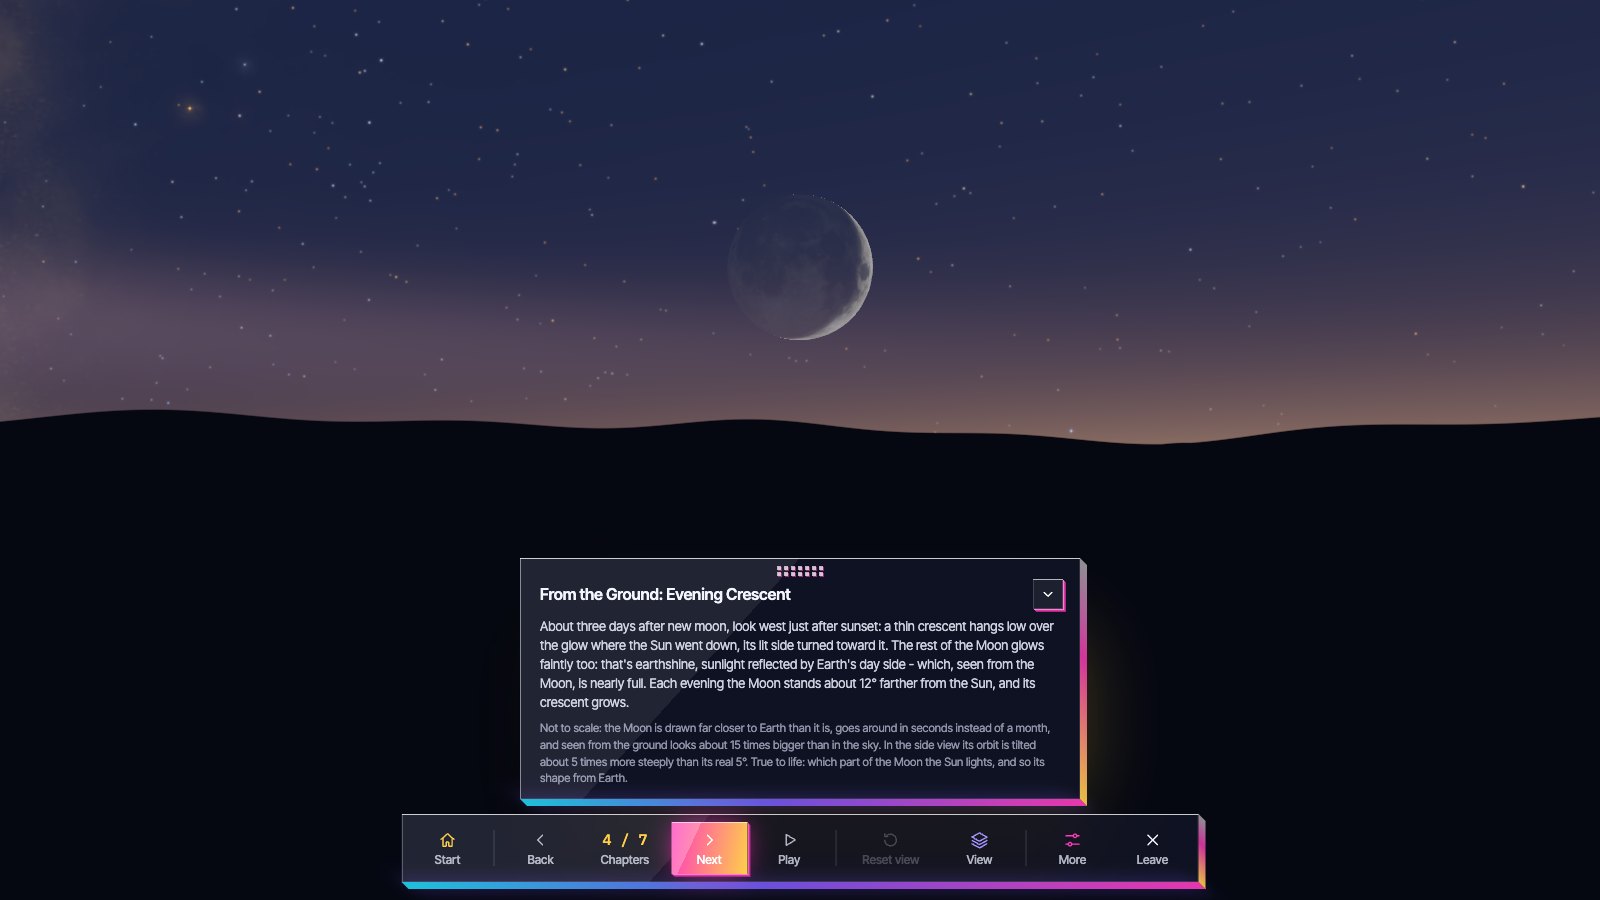 From the Ground: Evening Crescent
About three days after new moon, look west just after sunset: a thin crescent hangs low over
the glow where the Sun went down, its lit side turned toward it. The rest of the Moon glows
faintly too: that's earthshine, sunlight reflected by Earth's day side - which, seen from the
Moon, is nearly full. Each evening the Moon stands about 12° farther from the Sun, and its
crescent grows.
Not to scale: the Moon is drawn far closer to Earth than it is, goes around in seconds instead of a month,
and seen from the ground looks about 15 times bigger than in the sky. In the side view its orbit is tilted
about 5 times more steeply than its real 5°. True to life: which part of the Moon the Sun lights, and so its
shape from Earth.
Start
Back
4 / 7
Chapters
Next
Play
Reset view
View
More
Leave